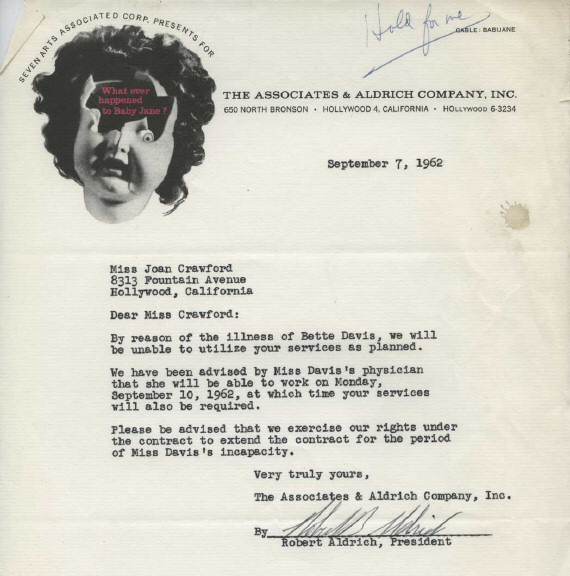 Hold for me
CABLE: BABIJANE
SEVEN ARTS ASSOCIATED CORP. PRESENTS FOR
What ever
happened
to Baby Jane?
THE ASSOCIATES & ALDRICH COMPANY, INC.
650 NORTH BRONSON • HOLLYWOOD 4, CALIFORNIA • HOLLYWOOD 6-3234
September 7, 1962
Miss Joan Crawford
8313 Fountain Avenue
Hollywood, California
Dear Miss Crawford:
By reason of the illness of Bette Davis, we will
be unable to utilize your services as planned.
We have been advised by Miss Davis's physician
that she will be able to work on Monday,
September 10, 1962, at which time your services
will also be required.
Please be advised that we exercise our rights under
the contract to extend the contract for the period
of Miss Davis's incapacity.
Very truly yours,
The Associates & Aldrich Company, Inc.
By Robert Aldrich
Robert Aldrich, President